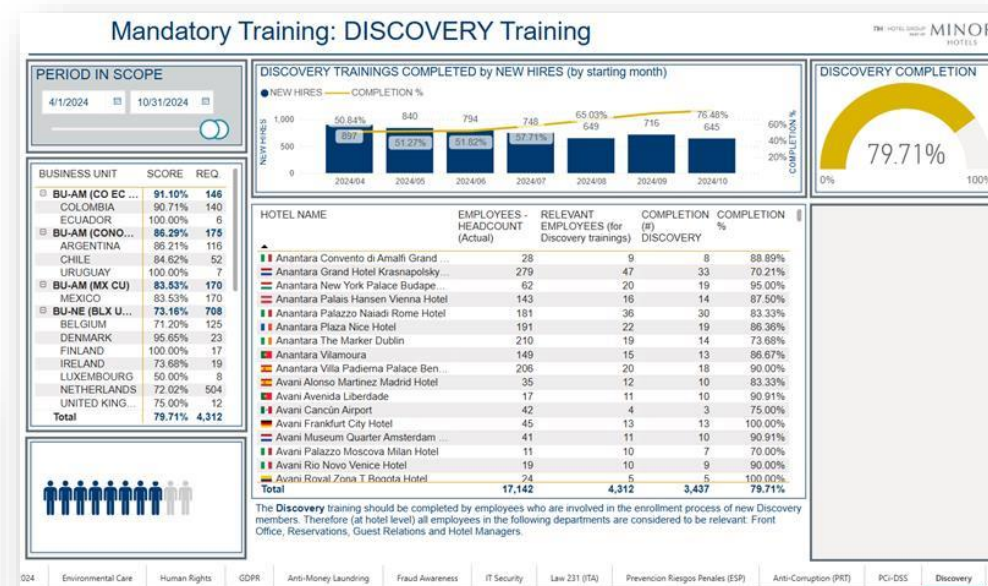 Mandatory Training: DISCOVERY Training
NH HOTEL GROUP PART OF MINOR
HOTELS
PERIOD IN SCOPE
4/1/2024 10/31/2024
DISCOVERY TRAININGS COMPLETED by NEW HIRES (by starting month)
NEW HIRES COMPLETION %
NEW HIRES
1,000
500
0
50.84% 840 794 748 65.03% 716 76.48%
897 51.27% 51.82% 57.71% 649 645
2024/04 2024/05 2024/06 2024/07 2024/08 2024/09 2024/10
60%
40%
20%
COMPLETION %
DISCOVERY COMPLETION
79.71%
0% 100%
BUSINESS UNIT SCORE REQ.
BU-AM (CO EC ... 91.10% 146
COLOMBIA 90.71% 140
ECUADOR 100.00% 6
BU-AM (CONO... 86.29% 175
ARGENTINA 86.21% 116
CHILE 84.62% 52
URUGUAY 100.00% 7
BU-AM (MX CU) 83.53% 170
MEXICO 83.53% 170
BU-NE (BLX U... 73.16% 708
BELGIUM 71.20% 125
DENMARK 95.65% 23
FINLAND 100.00% 17
IRELAND 73.68% 19
LUXEMBOURG 50.00% 8
NETHERLANDS 72.02% 504
UNITED KING... 75.00% 12
Total 79.71% 4,312
HOTEL NAME EMPLOYEES - RELEVANT COMPLETION COMPLETION
HEADCOUNT EMPLOYEES (for (#) %
(Actual) Discovery trainings) DISCOVERY
Anantara Convento di Amalfi Grand ... 28 9 8 88.89%
Anantara Grand Hotel Krasnapolsky... 279 47 33 70.21%
Anantara New York Palace Budape... 62 20 19 95.00%
Anantara Palais Hansen Vienna Hotel 143 16 14 87.50%
Anantara Palazzo Naiadi Rome Hotel 181 36 30 83.33%
Anantara Plaza Nice Hotel 191 22 19 86.36%
Anantara The Marker Dublin 210 19 14 73.68%
Anantara Vilamoura 149 15 13 86.67%
Anantara Villa Padierna Palace Ben... 206 20 18 90.00%
Avani Alonso Martinez Madrid Hotel 35 12 10 83.33%
Avani Avenida Liberdade 17 11 10 90.91%
Avani Cancún Airport 42 4 3 75.00%
Avani Frankfurt City Hotel 45 13 13 100.00%
Avani Museum Quarter Amsterdam ... 41 11 10 90.91%
Avani Palazzo Moscova Milan Hotel 11 10 7 70.00%
Avani Rio Novo Venice Hotel 19 10 9 90.00%
Avani Royal Zona T Bogota Hotel 24 5 5 100.00%
Total 17,142 4,312 3,437 79.71%
The Discovery training should be completed by employees who are involved in the enrollment process of new Discovery
members. Therefore (at hotel level) all employees in the following departments are considered to be relevant: Front
Office, Reservations, Guest Relations and Hotel Managers.
024 Environmental Care Human Rights GDPR Anti-Money Laundring Fraud Awareness IT Security Law 231 (ITA) Prevencion Riesgos Penales (ESP) Anti-Corruption (PRT) PCi-DSS Discovery